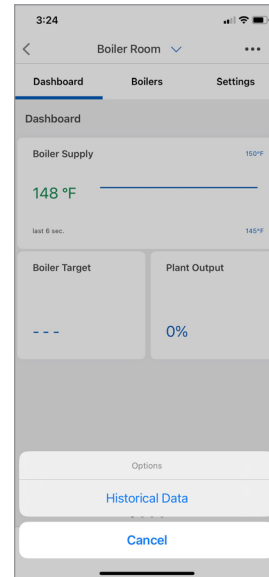 3:24
Boiler Room
Dashboard Boilers Settings
Dashboard
Boiler Supply 150°F
148 °F
last 6 sec. 145°F
Boiler Target Plant Output
- - - 0%
Options
Historical Data
Cancel